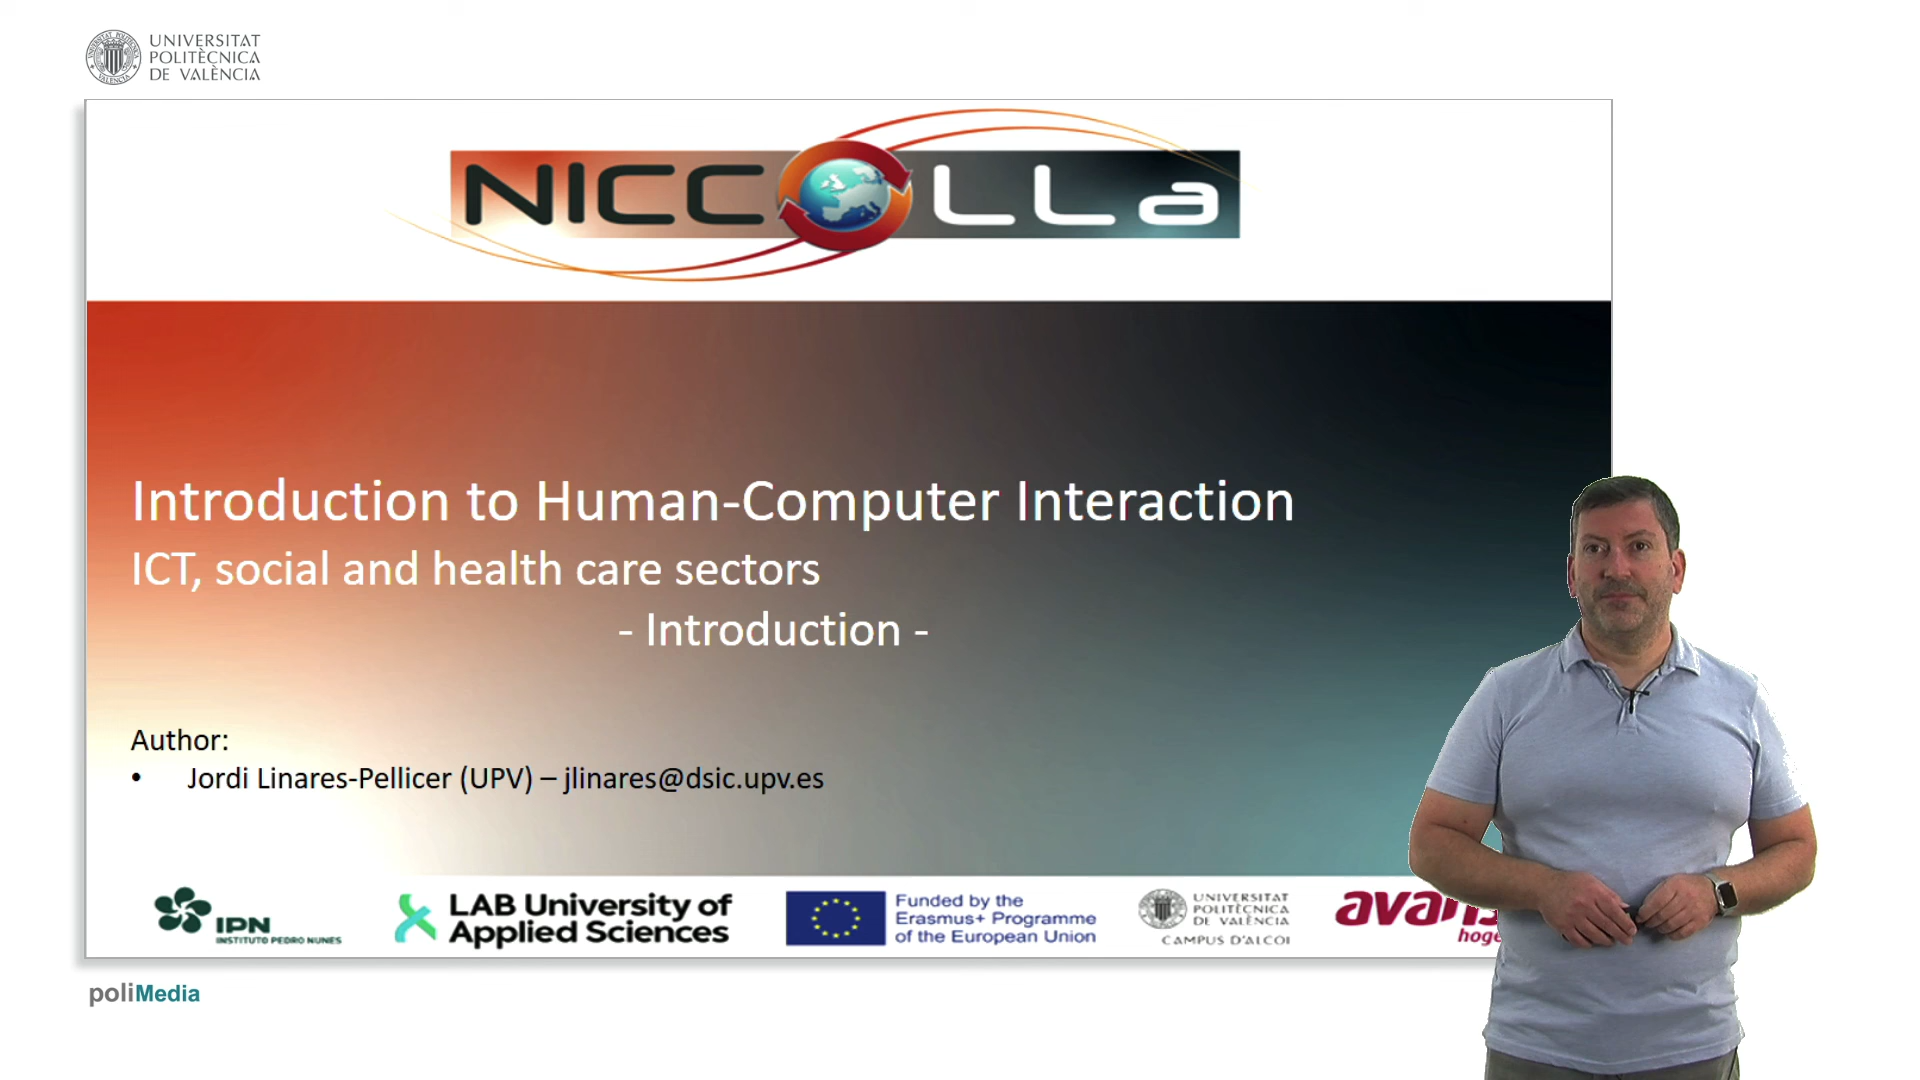 UNIVERSITAT
POLITÈCNICA
DE VALÈNCIA
NICCOLLa
Introduction to Human-Computer Interaction
ICT, social and health care sectors
- Introduction -
Author:
• Jordi Linares-Pellicer (UPV) – jlinares@dsic.upv.es
IPN
INSTITUTO PEDRO NUNES
LAB University of
Applied Sciences
Funded by the
Erasmus+ Programme
of the European Union
UNIVERSITAT
POLITÈCNICA
DE VALÈNCIA
CAMPUS D'ALCOI
poliMedia